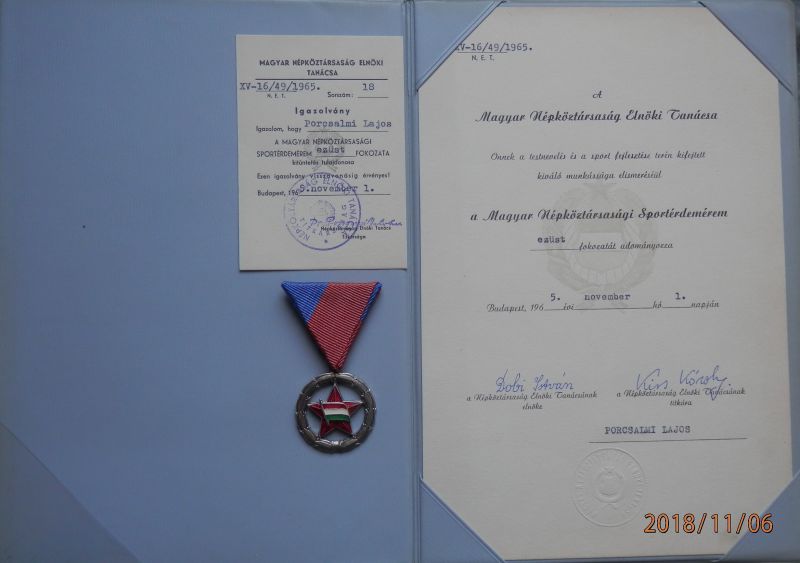 MAGYAR NÉPKÖZTÁRSASÁG ELNÖKI
TANÁCSA
XV-16/49/1965.
N. E. T.
Sorszám: 18
Igazolvány
Igazolom, hogy Porcsalmi Lajos
A MAGYAR NÉPKÖZTÁRSASÁGI
SPORTÉRDEMÉREM ezüst FOKOZATA
kitüntetés tulajdonosa
Ezen igazolvány visszavonásig érvényes!
Budapest, 196 5.november 1.
Népköztársaság Elnöki Tanács
Titkársága
XV-16/49/1965.
N. E. T.
A
Magyar Népköztársaság Elnöki Tanácsa
Önnek a testnevelés és a sport fejlesztése terén kifejtett
kiváló munkássága elismeréséül
a Magyar Népköztársasági Sportérdemérem
ezüst fokozatát adományozza
Budapest, 196 5. évi november hó 1. napján
Dobi István
a Népköztársaság Elnöki Tanácsának
elnöke
Kiss Károly
a Népköztársaság Elnöki Tanácsának
titkára
PORCSALMI LAJOS
2018/11/06